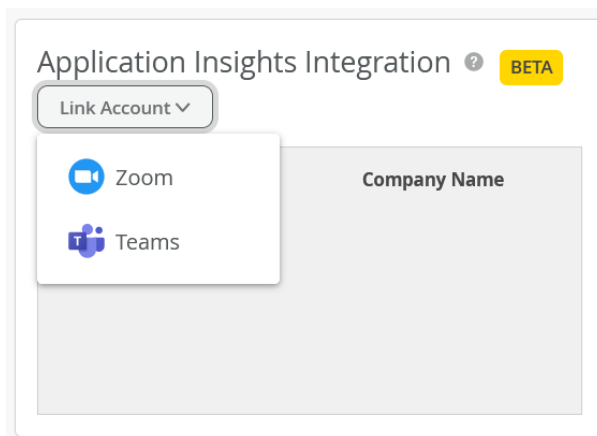 Application Insights Integration ? BETA
Link Account
Zoom
Company Name
T Teams